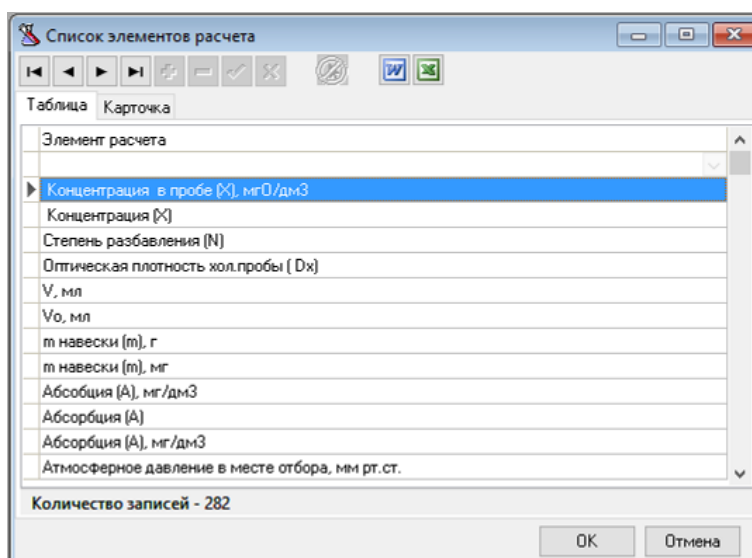 Список элементов расчета
Таблица Карточка
Элемент расчета
Концентрация в пробе (X), мгО/дм3
Концентрация (X)
Степень разбавления (N)
Оптическая плотность хол.пробы ( Dx)
V, мл
Vo, мл
m навески (m), г
m навески (m), мг
Абсобция (A), мг/дм3
Абсорбция (A)
Абсорбция (A), мг/дм3
Атмосферное давление в месте отбора, мм рт.ст.
Количество записей - 282
OK Отмена